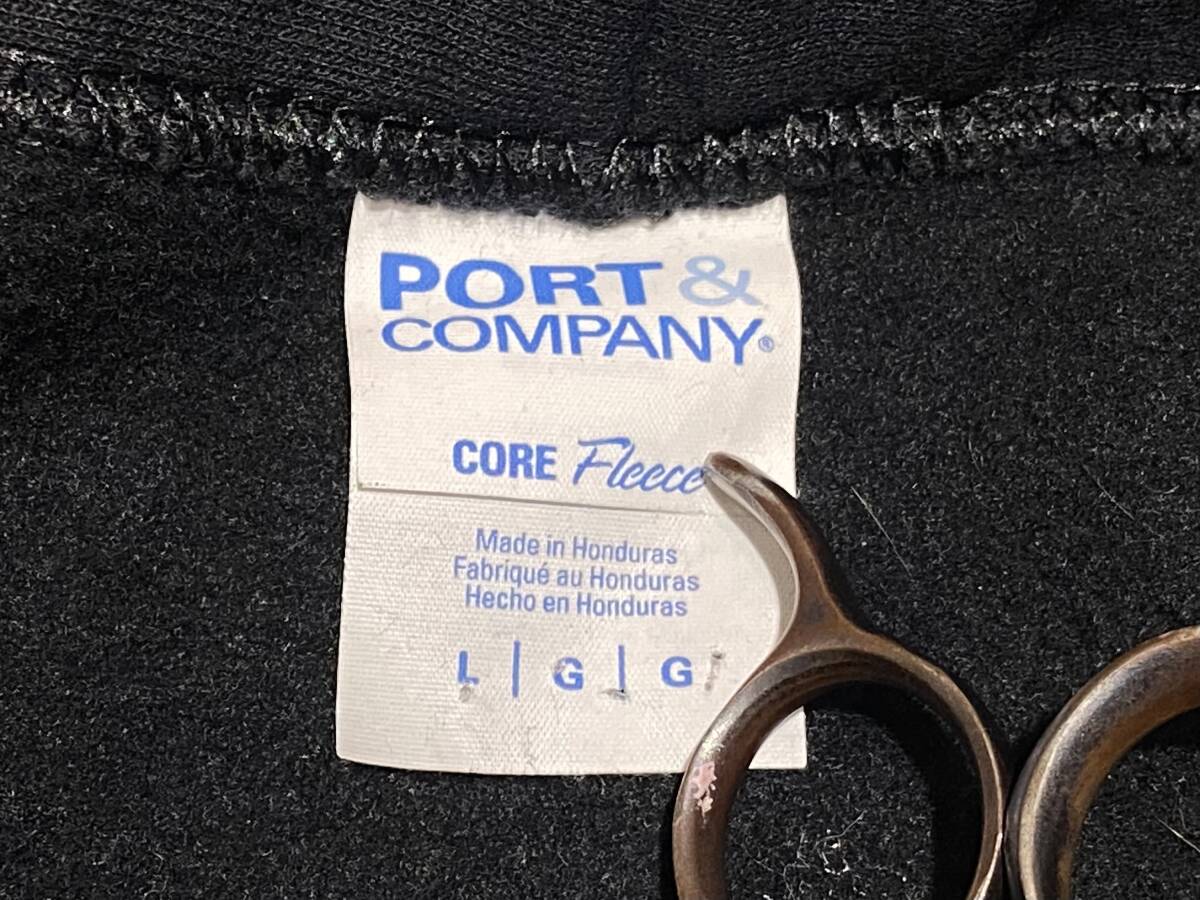 PORT &
COMPANY®
CORE Fleece
Made in Honduras
Fabriqué au Honduras
Hecho en Honduras
L | G | G